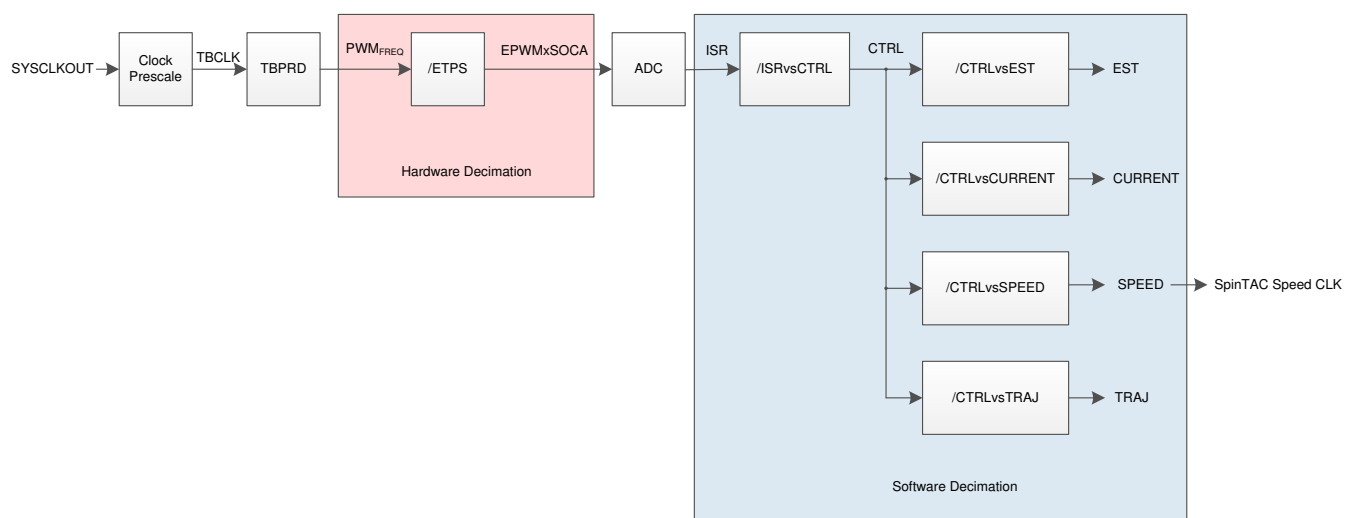 SYSCLKOUT
Clock
Prescale
TBCLK
TBPRD
PWMFREQ
/ETPS
EPWMxSOCA
Hardware Decimation
ADC
ISR
/ISRvsCTRL
CTRL
/CTRLvsEST
EST
/CTRLvsCURRENT
CURRENT
/CTRLvsSPEED
SPEED
SpinTAC Speed CLK
/CTRLvsTRAJ
TRAJ
Software Decimation